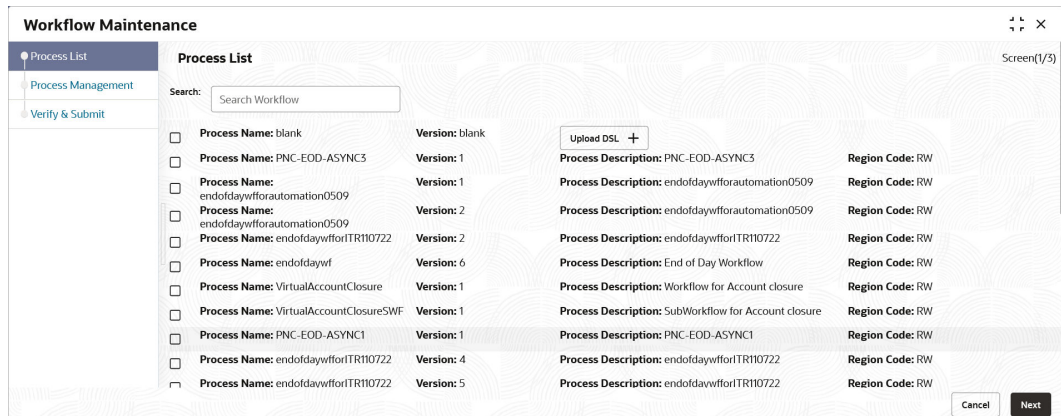 Workflow Maintenance
Process List
Process Management
Verify & Submit
Process List
Screen(1/3)
Search:
Search Workflow
Process Name: blank Version: blank Upload DSL +
Process Name: PNC-EOD-ASYNC3 Version: 1 Process Description: PNC-EOD-ASYNC3 Region Code: RW
Process Name: Version: 1 Process Description: endofdaywfforautomation0509 Region Code: RW
endofdaywfforautomation0509
Process Name: Version: 2 Process Description: endofdaywfforautomation0509 Region Code: RW
endofdaywfforautomation0509
Process Name: endofdaywfforITR110722 Version: 2 Process Description: endofdaywfforITR110722 Region Code: RW
Process Name: endofdaywf Version: 6 Process Description: End of Day Workflow Region Code: RW
Process Name: VirtualAccountClosure Version: 1 Process Description: Workflow for Account closure Region Code: RW
Process Name: VirtualAccountClosureSWF Version: 1 Process Description: SubWorkflow for Account closure Region Code: RW
Process Name: PNC-EOD-ASYNC1 Version: 1 Process Description: PNC-EOD-ASYNC1 Region Code: RW
Process Name: endofdaywfforITR110722 Version: 4 Process Description: endofdaywfforITR110722 Region Code: RW
Process Name: endofdaywfforITR110722 Version: 5 Process Description: endofdaywfforITR110722 Region Code: RW
Cancel Next